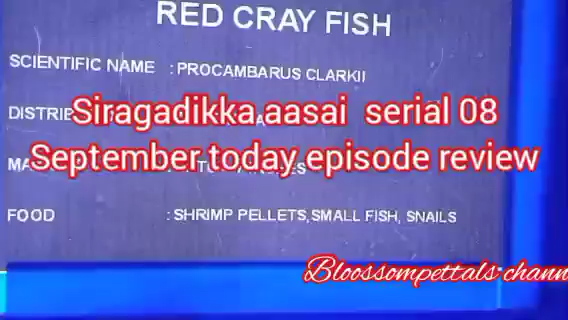 RED CRAY FISH
SCIENTIFIC NAME : PROCAMBARUS CLARKII
Siragadikka aasai serial 08
September today episode review
FOOD : SHRIMP PELLETS,SMALL FISH, SNAILS
Bloossompettals chann